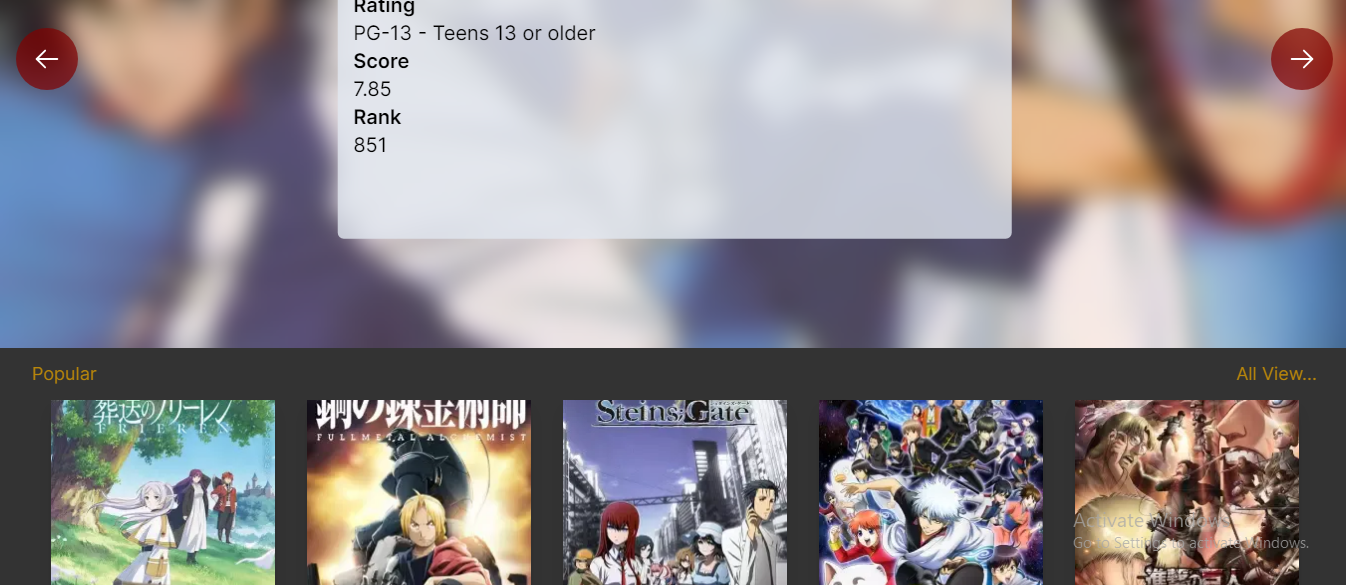 Rating
PG-13 - Teens 13 or older
Score
7.85
Rank
851
Popular
All View...
葬送のフリーレン
FRIEREN
鋼の錬金術師
FULLMETAL ALCHEMIST
Steins;Gate
Activate Windows
Go to Settings to activate Windows.
進撃の巨人